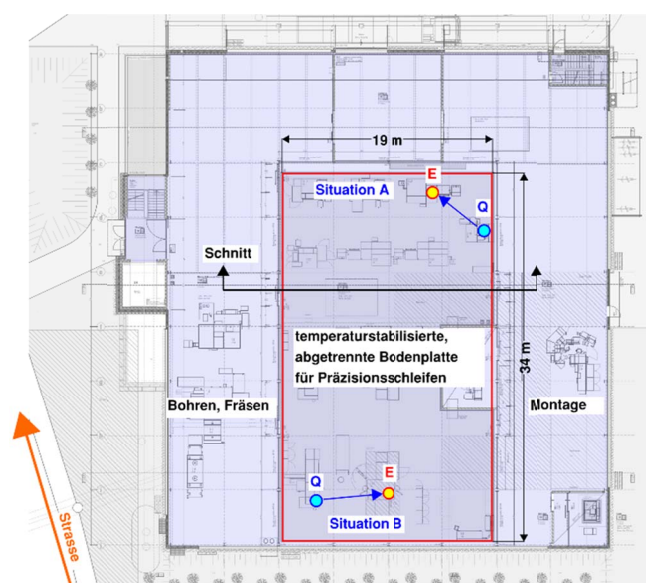 19 m
Situation A
E
Q
Schnitt
temperaturstabilisierte,
abgetrennte Bodenplatte
für Präzisionsschleifen
34 m
Bohren, Fräsen
Montage
Q
E
Situation B
Strasse